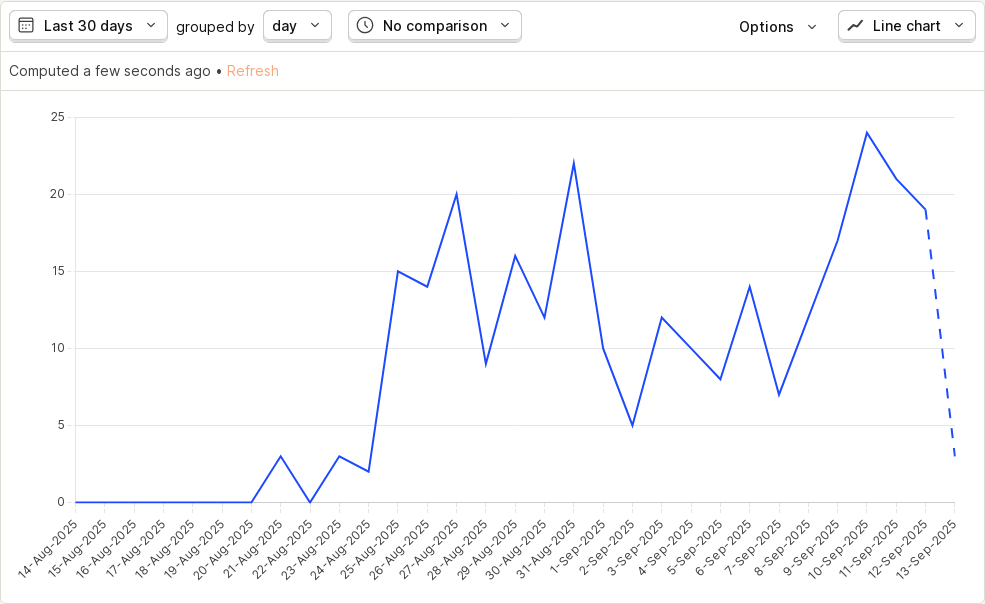 Last 30 days grouped by day No comparison Options Line chart
Computed a few seconds ago • Refresh
25
20
15
10
5
0
14-Aug-2025
15-Aug-2025
16-Aug-2025
17-Aug-2025
18-Aug-2025
19-Aug-2025
20-Aug-2025
21-Aug-2025
22-Aug-2025
23-Aug-2025
24-Aug-2025
25-Aug-2025
26-Aug-2025
27-Aug-2025
28-Aug-2025
29-Aug-2025
30-Aug-2025
31-Aug-2025
1-Sep-2025
2-Sep-2025
3-Sep-2025
4-Sep-2025
5-Sep-2025
6-Sep-2025
7-Sep-2025
8-Sep-2025
9-Sep-2025
10-Sep-2025
11-Sep-2025
12-Sep-2025
13-Sep-2025